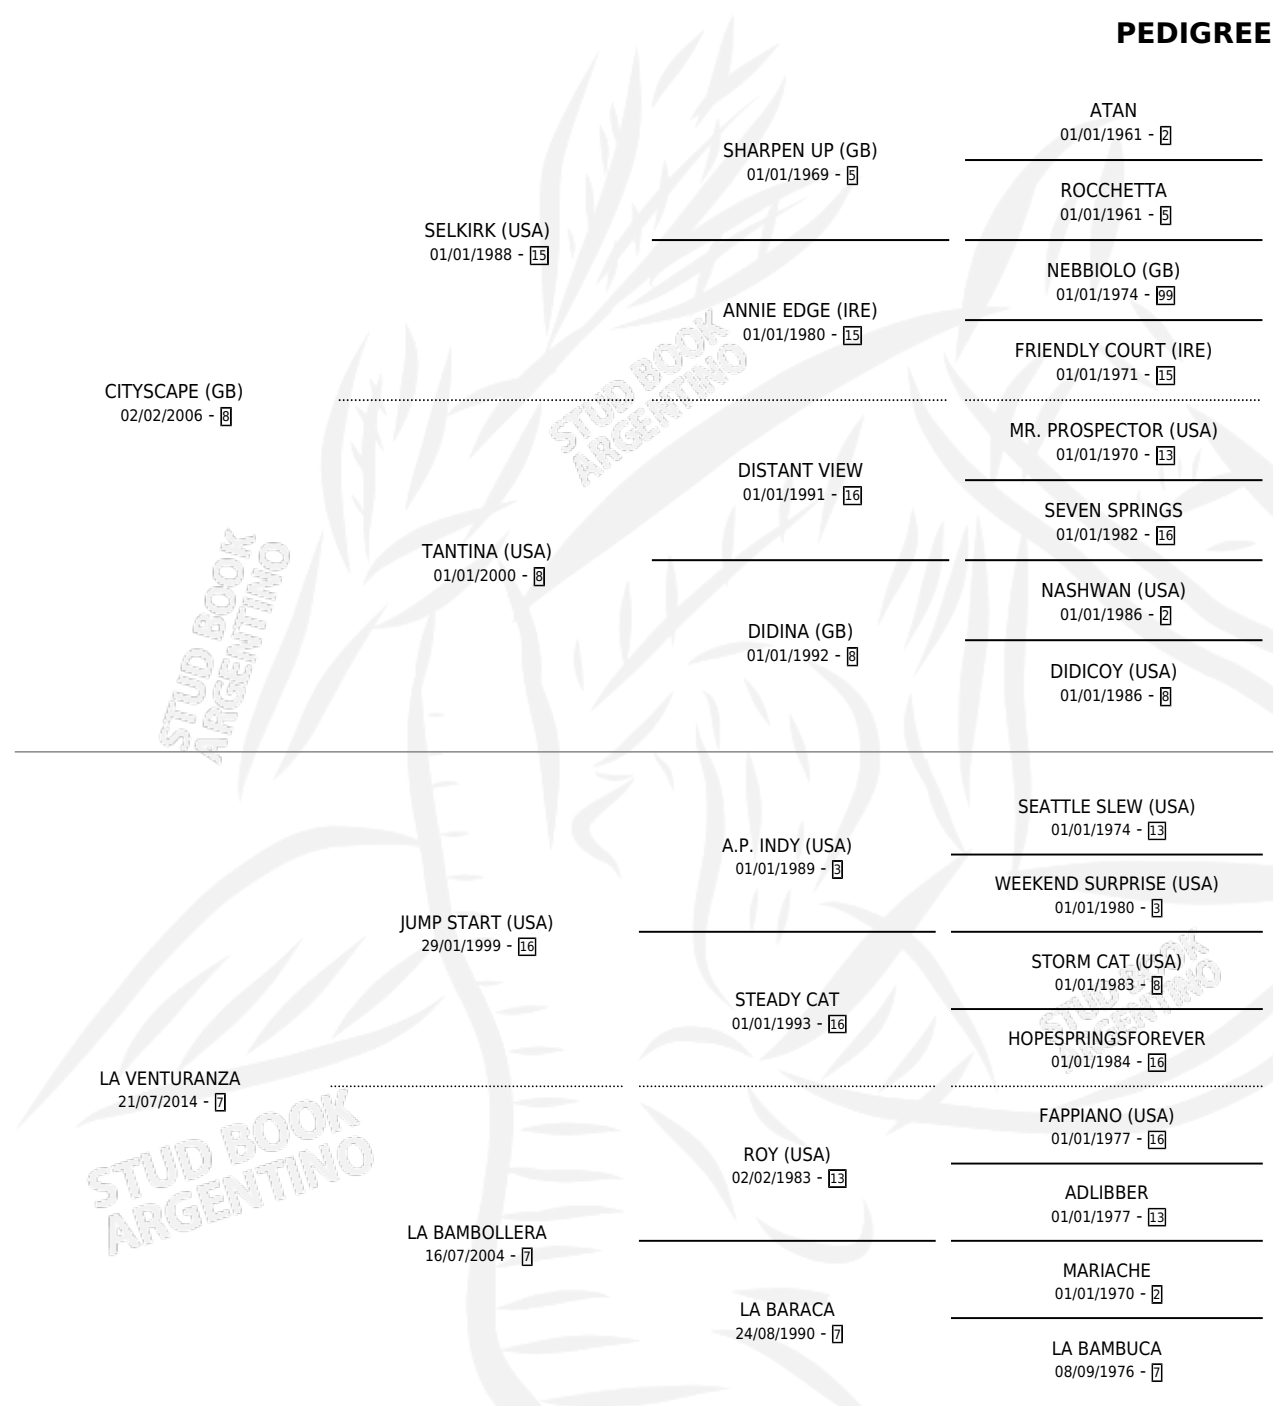 PEDIGREE
ATAN
01/01/1961 - 2
SHARPEN UP (GB)
01/01/1969 - 5
ROCCHETTA
01/01/1961 - 5
SELKIRK (USA)
01/01/1988 - 15
NEBBIOLO (GB)
01/01/1974 - 99
ANNIE EDGE (IRE)
01/01/1980 - 15
FRIENDLY COURT (IRE)
01/01/1971 - 15
CITYSCAPE (GB)
02/02/2006 - 8
MR. PROSPECTOR (USA)
01/01/1970 - 13
DISTANT VIEW
01/01/1991 - 16
SEVEN SPRINGS
01/01/1982 - 16
TANTINA (USA)
01/01/2000 - 8
NASHWAN (USA)
01/01/1986 - 2
DIDINA (GB)
01/01/1992 - 8
DIDICOY (USA)
01/01/1986 - 8
SEATTLE SLEW (USA)
01/01/1974 - 13
A.P. INDY (USA)
01/01/1989 - 3
WEEKEND SURPRISE (USA)
01/01/1980 - 3
JUMP START (USA)
29/01/1999 - 16
STORM CAT (USA)
01/01/1983 - 8
STEADY CAT
01/01/1993 - 16
HOPESPRINGSFOREVER
01/01/1984 - 16
LA VENTURANZA
21/07/2014 - 7
FAPPIANO (USA)
01/01/1977 - 16
ROY (USA)
02/02/1983 - 13
ADLIBBER
01/01/1977 - 13
LA BAMBOLLERA
16/07/2004 - 7
MARIACHE
01/01/1970 - 2
LA BARACA
24/08/1990 - 7
LA BAMBUCA
08/09/1976 - 7
STUD BOOK
ARGENTINO
STUD BOOK
ARGENTINO
STUD BOOK
ARGENTINO
STUD BOOK
ARGENTINO